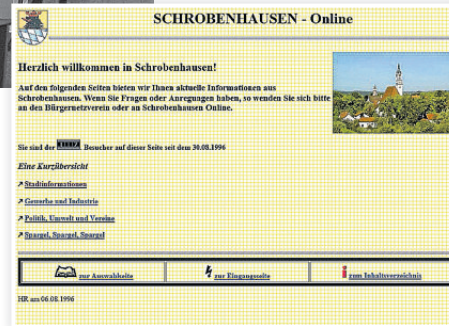 SCHROBENHAUSEN - Online
Herzlich willkommen in Schrobenhausen!
Auf den folgenden Seiten bieten wir Ihnen aktuelle Informationen aus
Schrobenhausen. Wenn Sie Fragen oder Anregungen haben, so wenden Sie sich bitte
an den Bürgernetzverein oder an Schrobenhausen Online.
Sie sind der Besucher auf dieser Seite seit dem 30.08.1996
Eine Kurzübersicht
Stadtinformationen
Gewerbe und Industrie
Politik, Umwelt und Vereine
Spargel, Spargel, Spargel
zur Auswahlseite zur Eingangsseite zum Inhaltsverzeichnis
HR am 06.08.1996